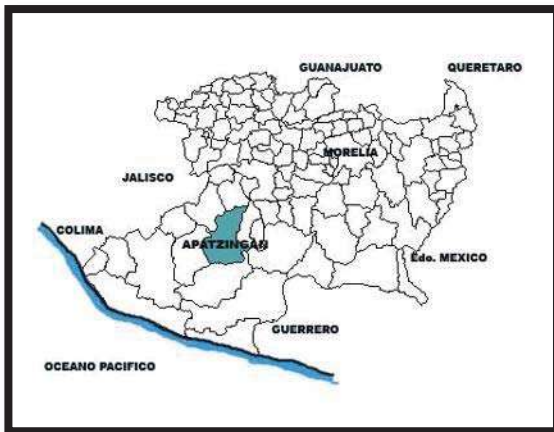 GUANAJUATO
QUERETARO
MORELIA
JALISCO
COLIMA
APATZINGAN
Edo. MEXICO
GUERRERO
OCEANO PACIFICO